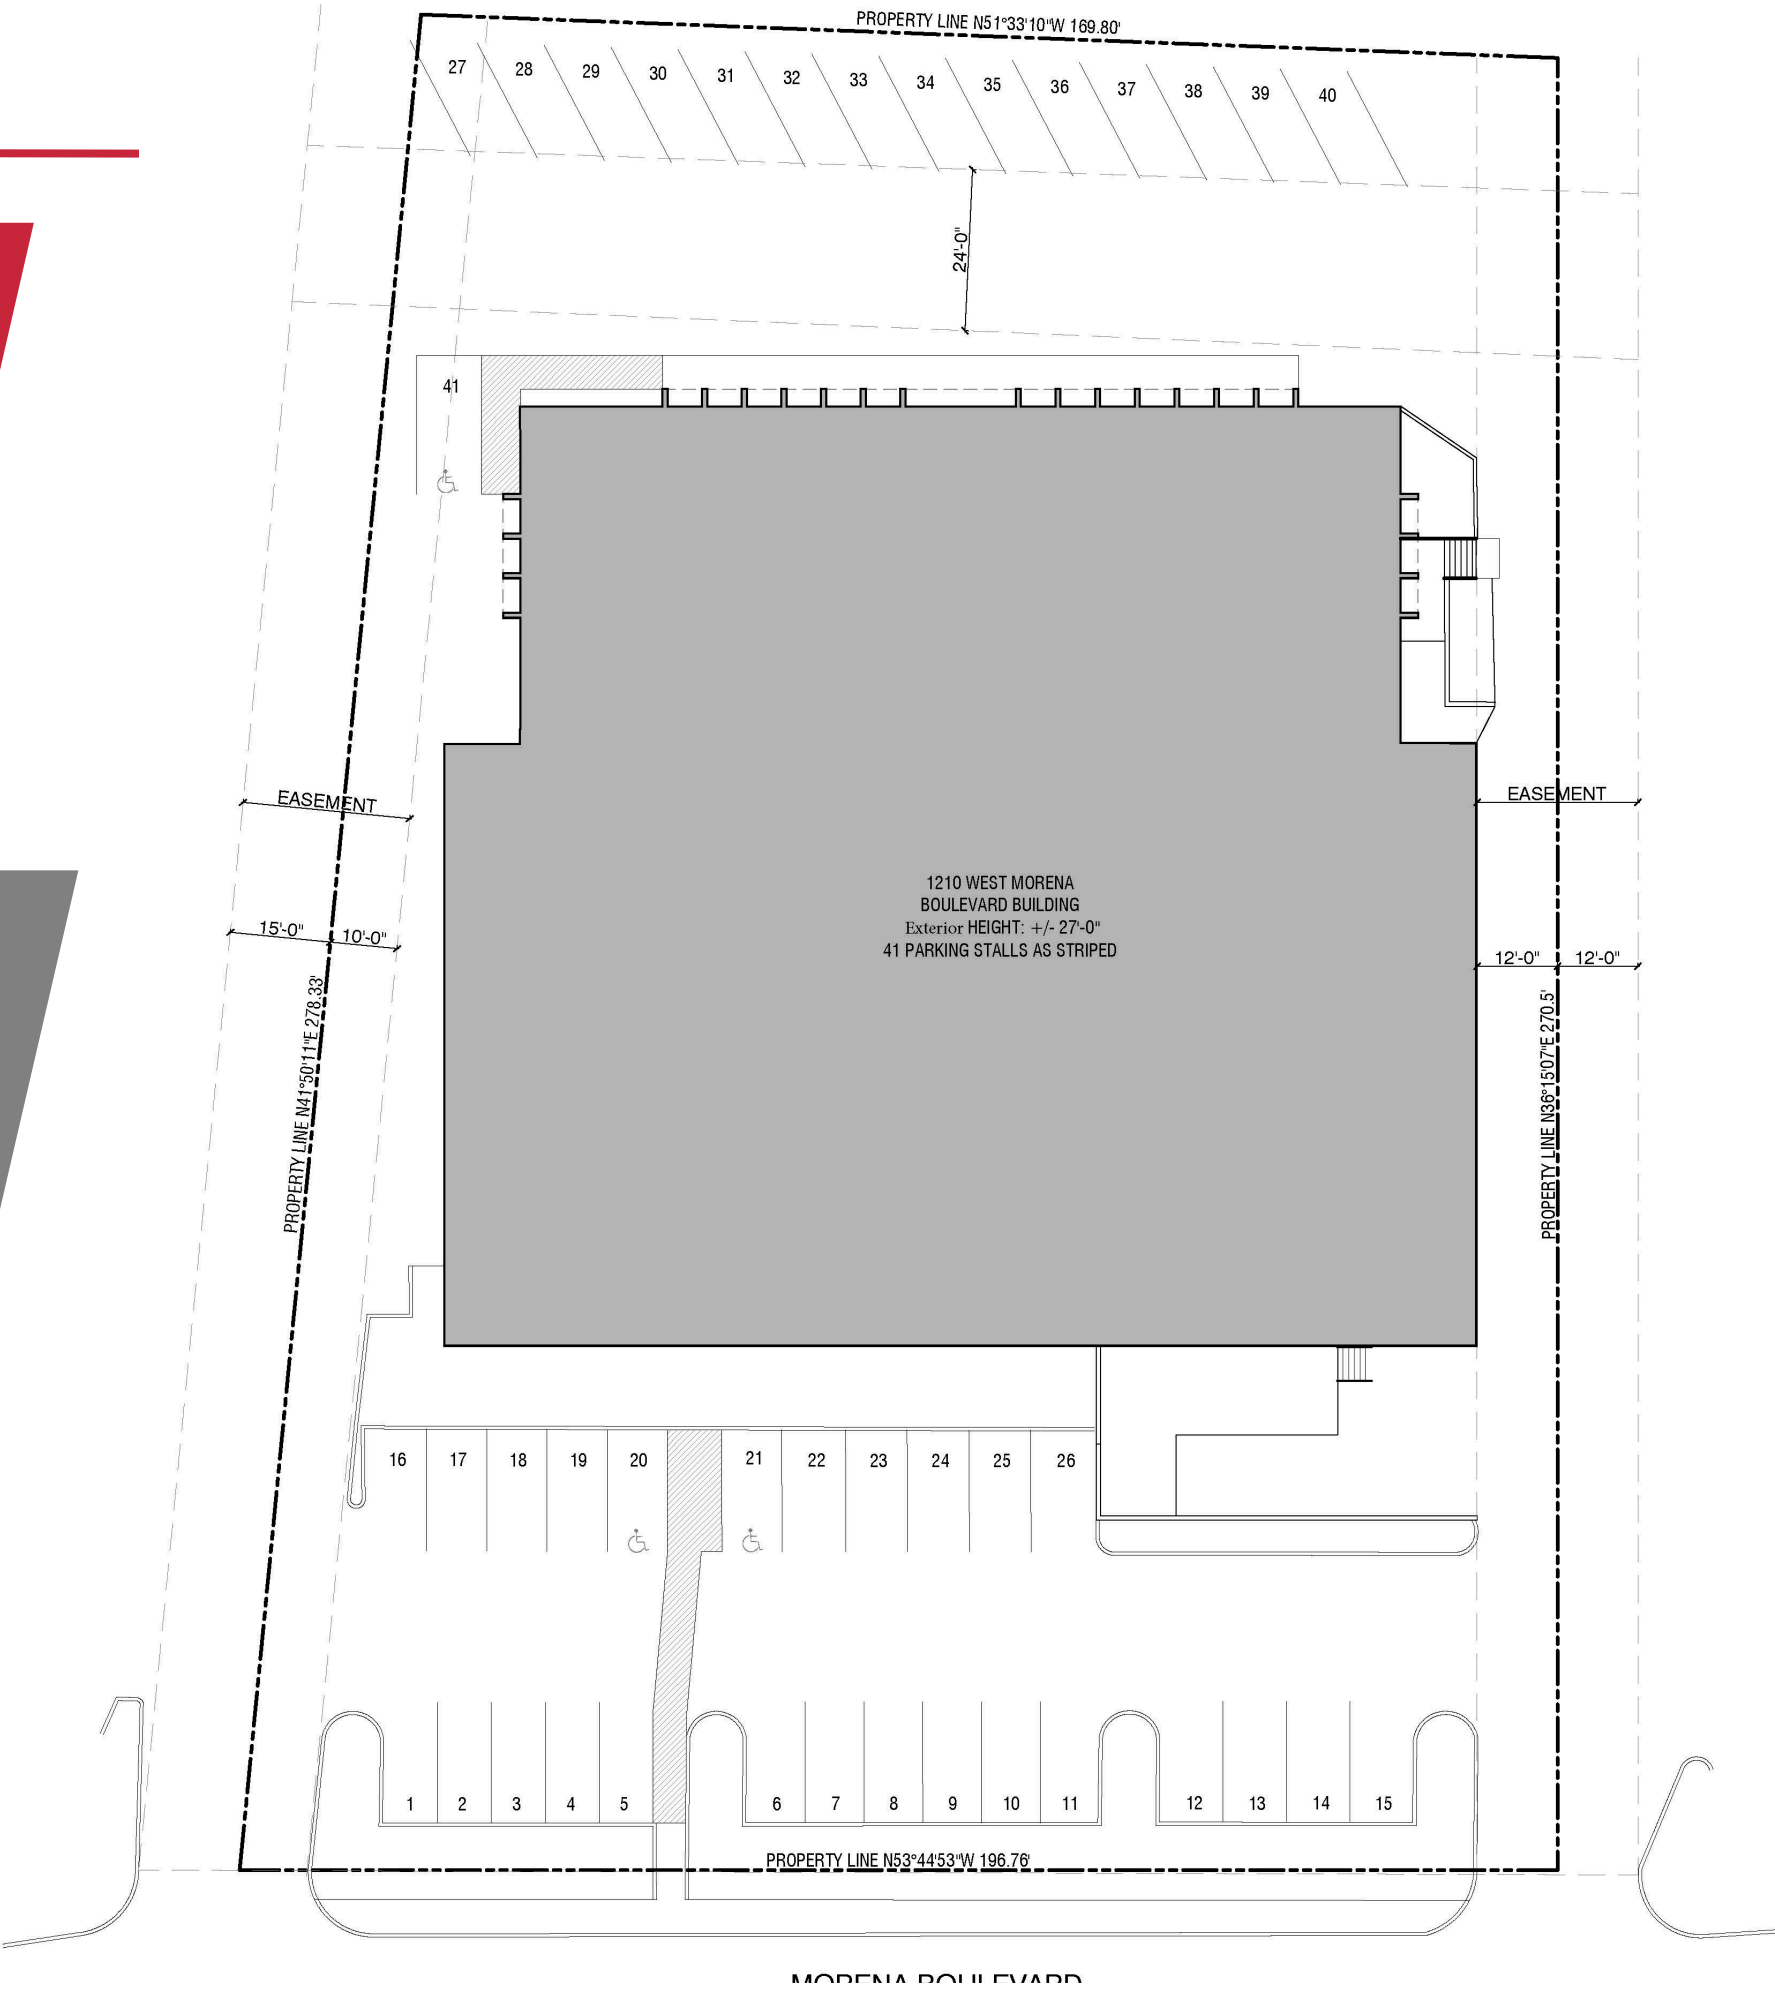 PROPERTY LINE N51°33'10"W 169.80'
27 28 29 30 31 32 33 34 35 36 37 38 39 40
24'-0"
41
EASEMENT
EASEMENT
1210 WEST MORENA
BOULEVARD BUILDING
Exterior HEIGHT: +/- 27'-0"
41 PARKING STALLS AS STRIPED
15'-0" 10'-0"
12'-0" 12'-0"
PROPERTY LINE N41°50'11"E 278.33'
PROPERTY LINE N36°15'07"E 270.5'
16 17 18 19 20 21 22 23 24 25 26
1 2 3 4 5 6 7 8 9 10 11 12 13 14 15
PROPERTY LINE N53°44'53"W 196.76'
MORENA BOULEVARD